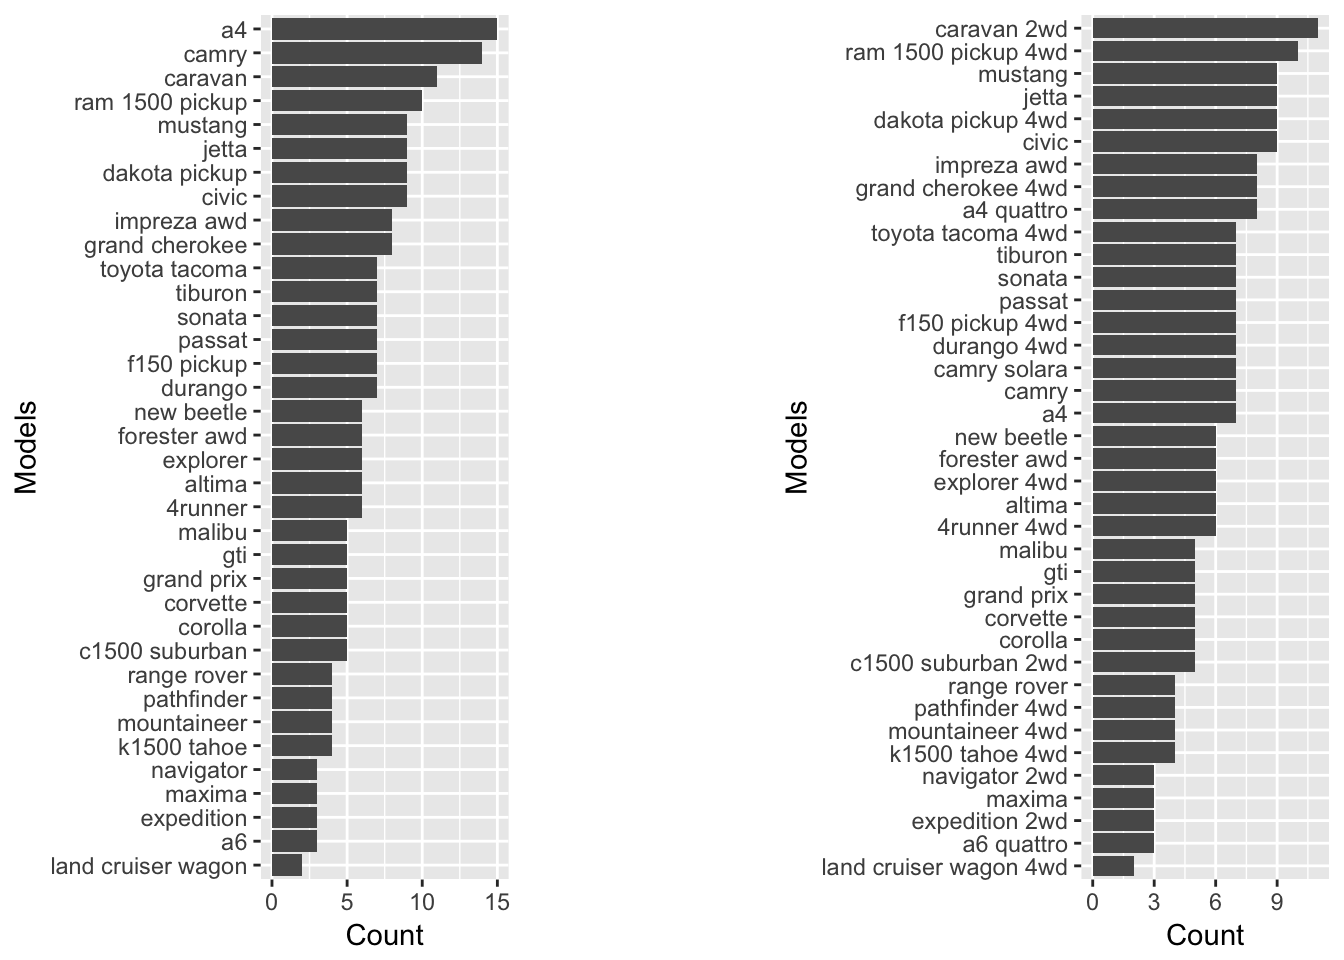 Models
a4
camry
caravan
ram 1500 pickup
mustang
jetta
dakota pickup
civic
impreza awd
grand cherokee
toyota tacoma
tiburon
sonata
passat
f150 pickup
durango
new beetle
forester awd
explorer
altima
4runner
malibu
gti
grand prix
corvette
corolla
c1500 suburban
range rover
pathfinder
mountaineer
k1500 tahoe
navigator
maxima
expedition
a6
land cruiser wagon
0 5 10 15
Count
Models
caravan 2wd
ram 1500 pickup 4wd
mustang
jetta
dakota pickup 4wd
civic
impreza awd
grand cherokee 4wd
a4 quattro
toyota tacoma 4wd
tiburon
sonata
passat
f150 pickup 4wd
durango 4wd
camry solara
camry
a4
new beetle
forester awd
explorer 4wd
altima
4runner 4wd
malibu
gti
grand prix
corvette
corolla
c1500 suburban 2wd
range rover
pathfinder 4wd
mountaineer 4wd
k1500 tahoe 4wd
navigator 2wd
maxima
expedition 2wd
a6 quattro
land cruiser wagon 4wd
0 3 6 9
Count